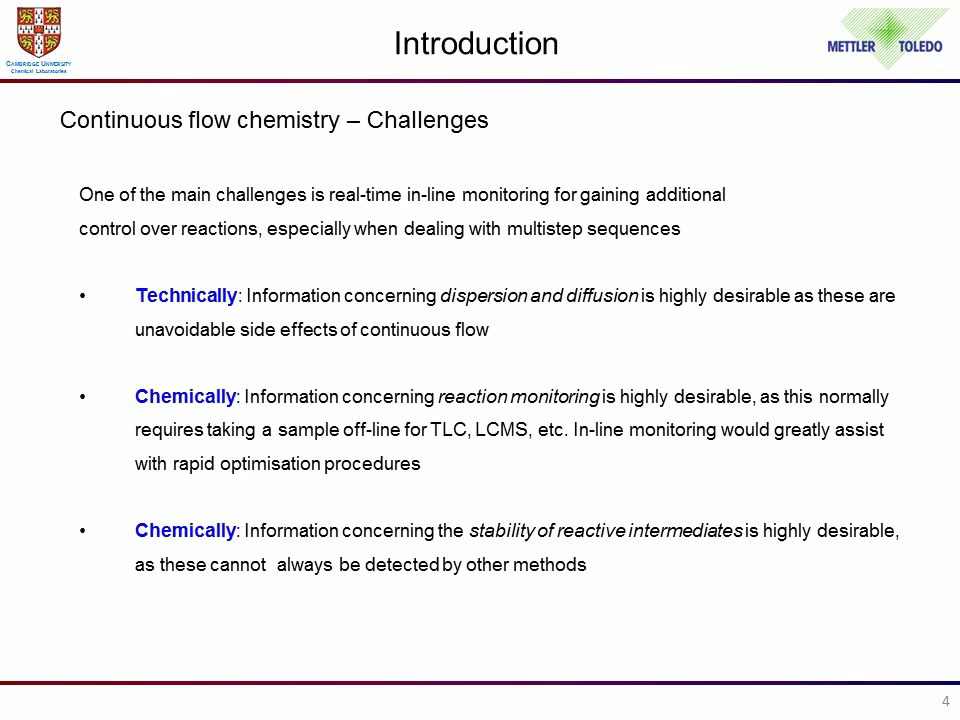 CAMBRIDGE UNIVERSITY
Chemical Laboratories
Introduction
METTLER TOLEDO
Continuous flow chemistry – Challenges
One of the main challenges is real-time in-line monitoring for gaining additional
control over reactions, especially when dealing with multistep sequences
• Technically: Information concerning dispersion and diffusion is highly desirable as these are
unavoidable side effects of continuous flow
• Chemically: Information concerning reaction monitoring is highly desirable, as this normally
requires taking a sample off-line for TLC, LCMS, etc. In-line monitoring would greatly assist
with rapid optimisation procedures
• Chemically: Information concerning the stability of reactive intermediates is highly desirable,
as these cannot always be detected by other methods
4